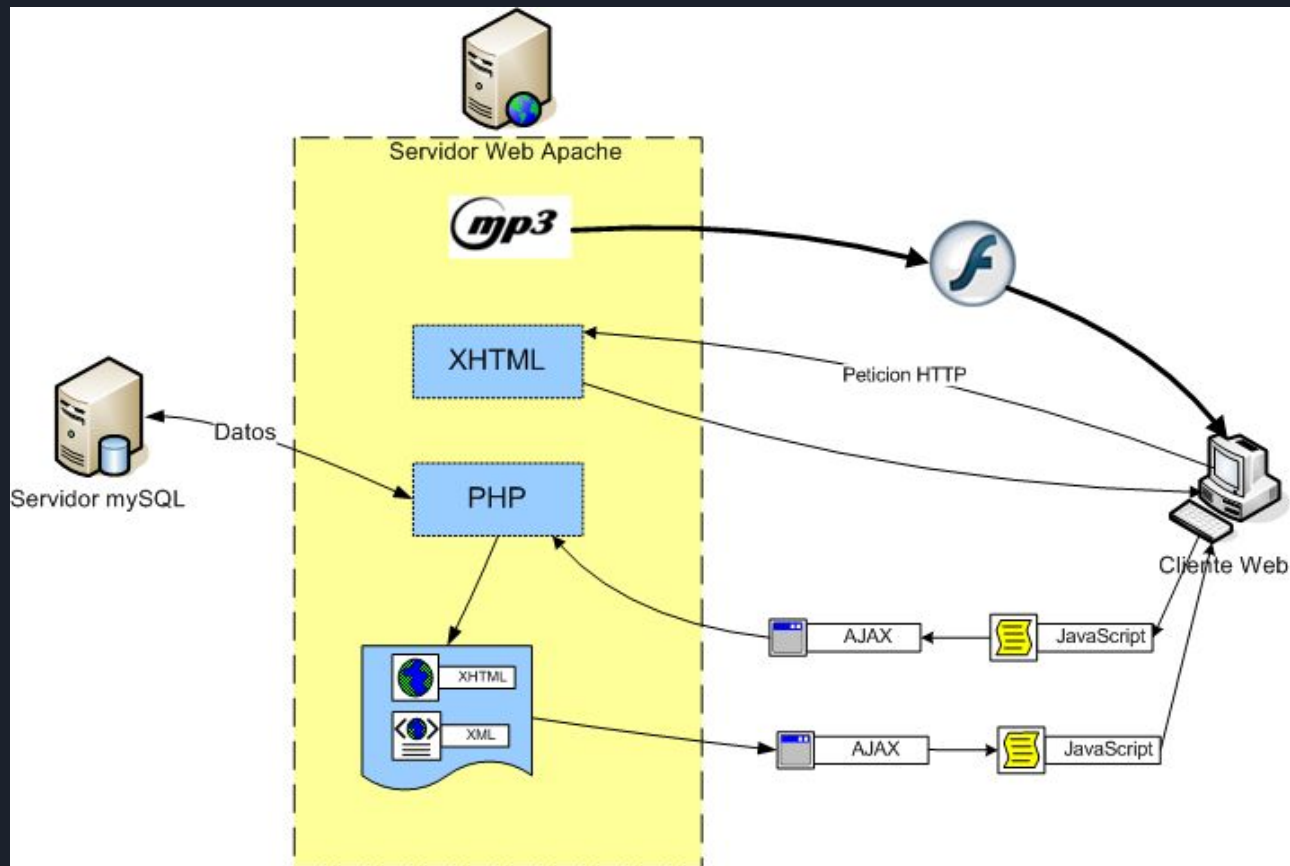 Servidor Web Apache
mp3
XHTML
Peticion HTTP
Datos
Servidor mySQL
PHP
Cliente Web
AJAX
JavaScript
XHTML
XML
AJAX
JavaScript